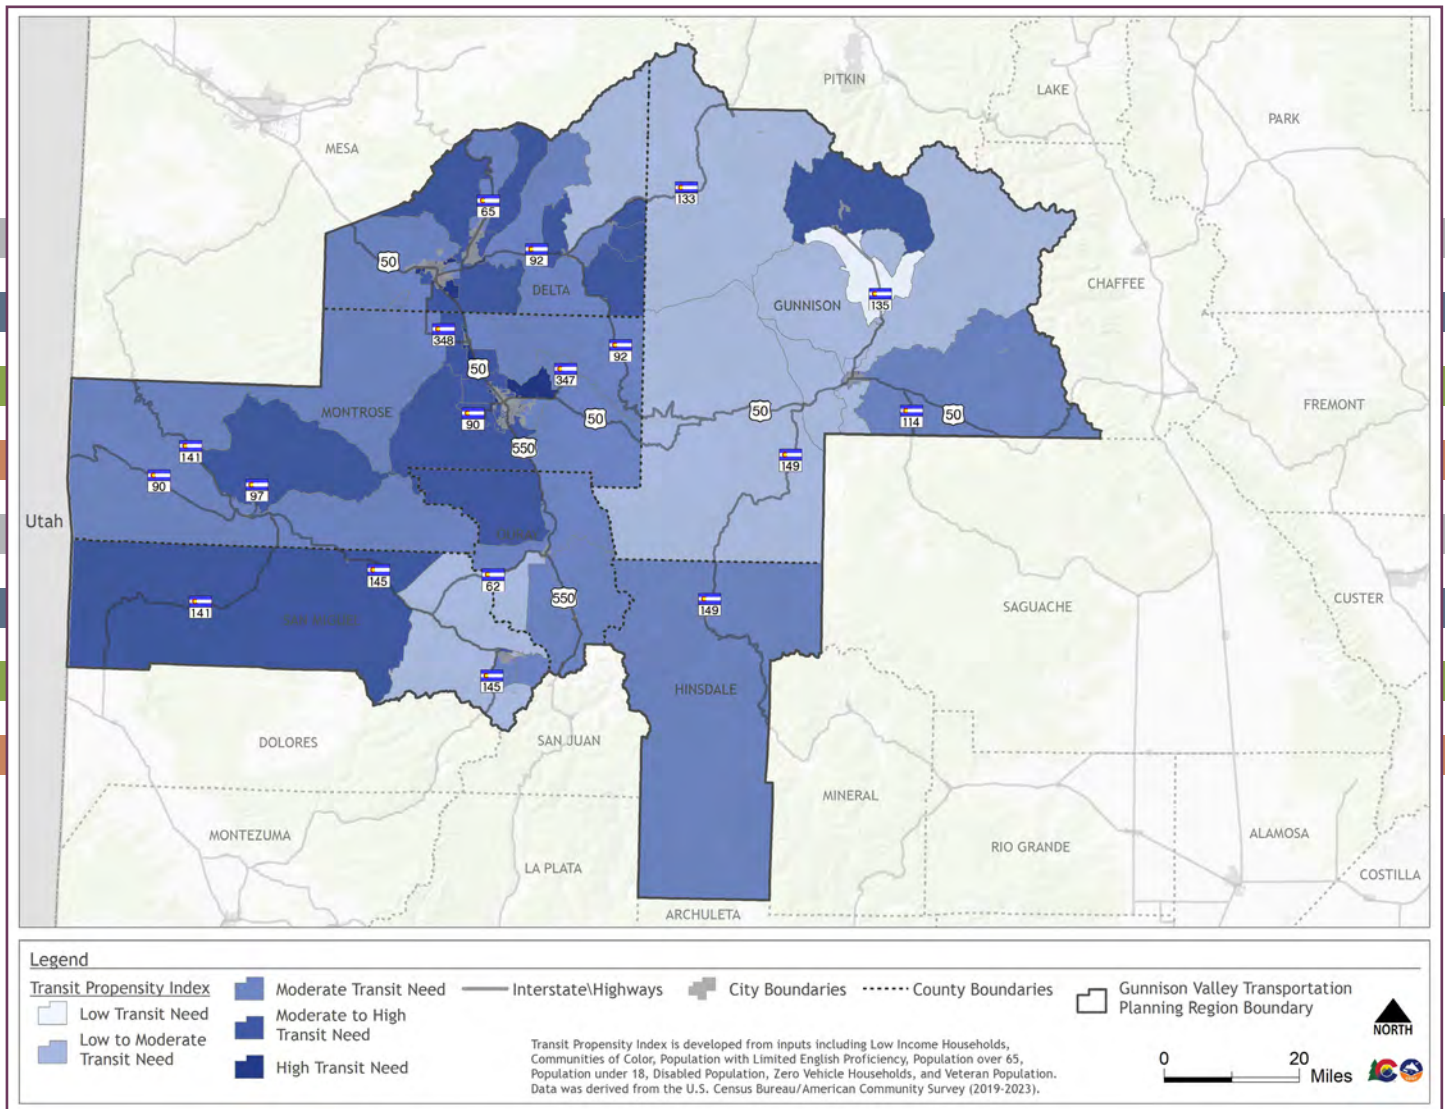 PITKIN
LAKE
PARK
MESA
133
65
50
92
DELTA
CHAFFEE
GUNNISON
135
348
92
50
347
FREMONT
MONTROSE
90
50
50
114
50
550
141
149
90
97
Utah
OURAY
145
62
550
149
CUSTER
141
SAGUACHE
SAN MIGUEL
145
HINSDALE
DOLORES
SAN JUAN
MINERAL
MONTEZUMA
ALAMOSA
RIO GRANDE
LA PLATA
COSTILLA
ARCHULETA
Legend
Transit Propensity Index
Low Transit Need
Low to Moderate
Transit Need
Moderate Transit Need
Moderate to High
Transit Need
High Transit Need
Interstate\Highways
City Boundaries
County Boundaries
Gunnison Valley Transportation
Planning Region Boundary
Transit Propensity Index is developed from inputs including Low Income Households,
Communities of Color, Population with Limited English Proficiency, Population over 65,
Population under 18, Disabled Population, Zero Vehicle Households, and Veteran Population.
Data was derived from the U.S. Census Bureau/American Community Survey (2019-2023).
NORTH
0 20
Miles